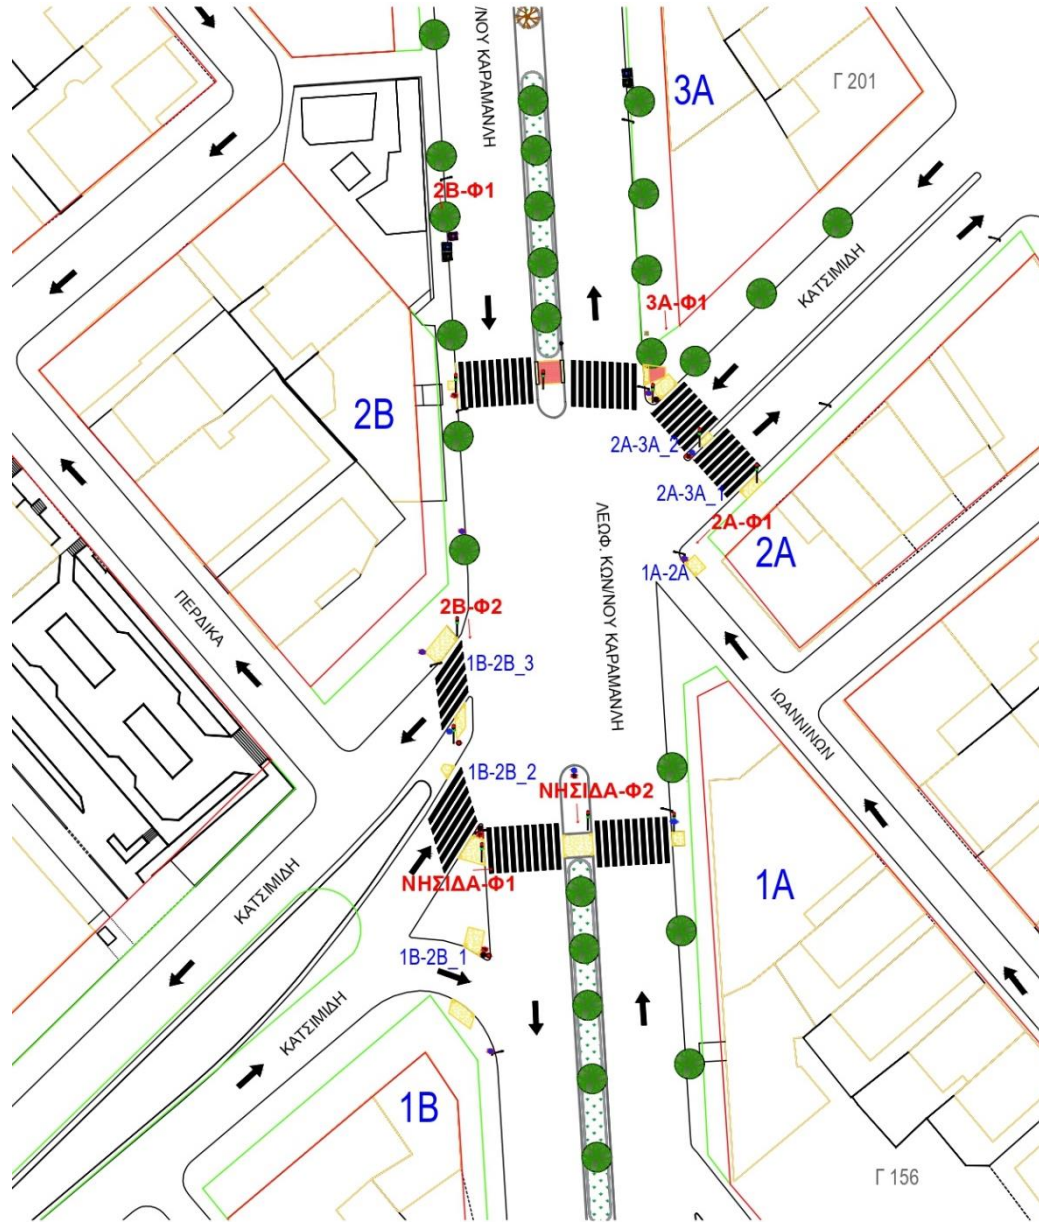 /ΝΟΥ ΚΑΡΑΜΑΝΛΗ
3Α
Γ 201
2Β-Φ1
ΚΑΤΣΙΜΙΔΗ
3Α-Φ1
2Β
2Α-3Α_2
2Α-3Α_1
2Α-Φ1
2Α
1Α-2Α
ΛΕΩΦ. ΚΩΝ/ΝΟΥ ΚΑΡΑΜΑΝΛΗ
ΠΕΡΔΙΚΑ
2Β-Φ2
1Β-2Β_3
ΙΩΑΝΝΙΝΩΝ
1Β-2Β_2
ΝΗΣΙΔΑ-Φ2
ΝΗΣΙΔΑ-Φ1
1Α
ΚΑΤΣΙΜΙΔΗ
1Β-2Β_1
ΚΑΤΣΙΜΙΔΗ
1Β
Γ 156